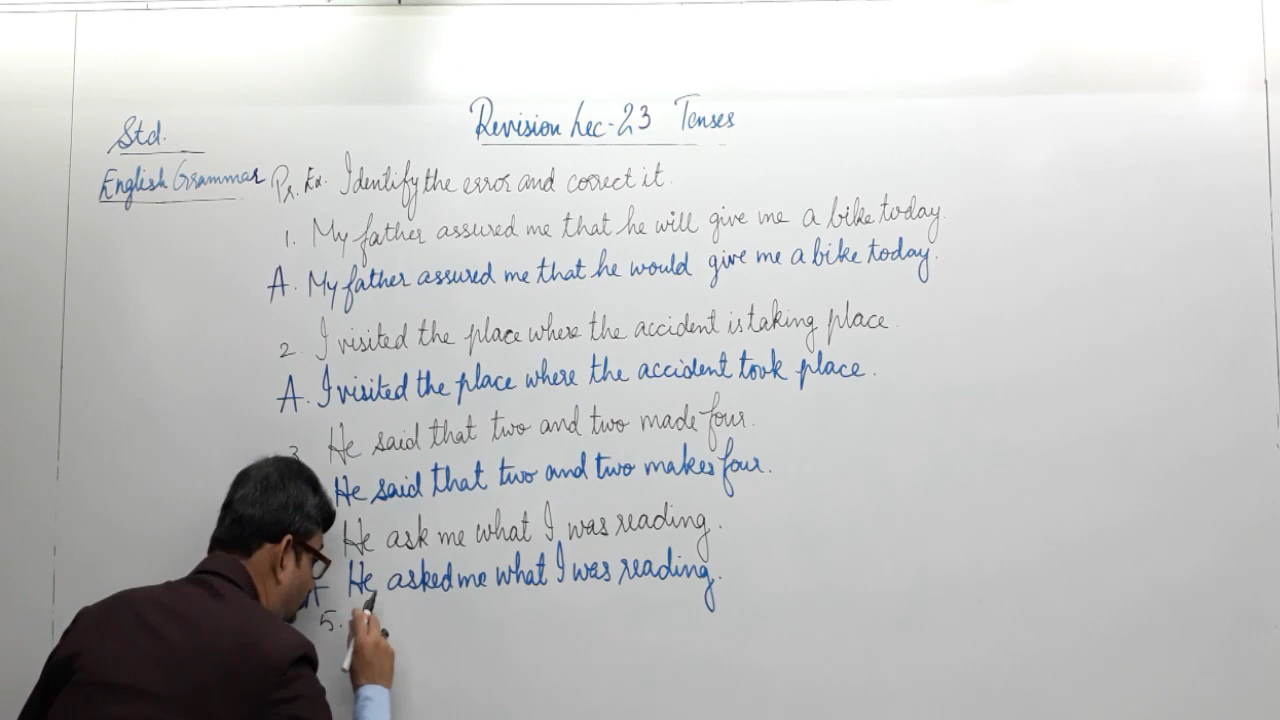 Revision Lec-23 Tenses
Std.
English Grammar
Pr. Ex. Identify the error and correct it.
1. My father assured me that he will give me a bike today.
A. My father assured me that he would give me a bike today.
2. I visited the place where the accident is taking place.
A. I visited the place where the accident took place.
3. He said that two and two made four.
He said that two and two makes four.
He ask me what I was reading.
He asked me what I was reading.
5.